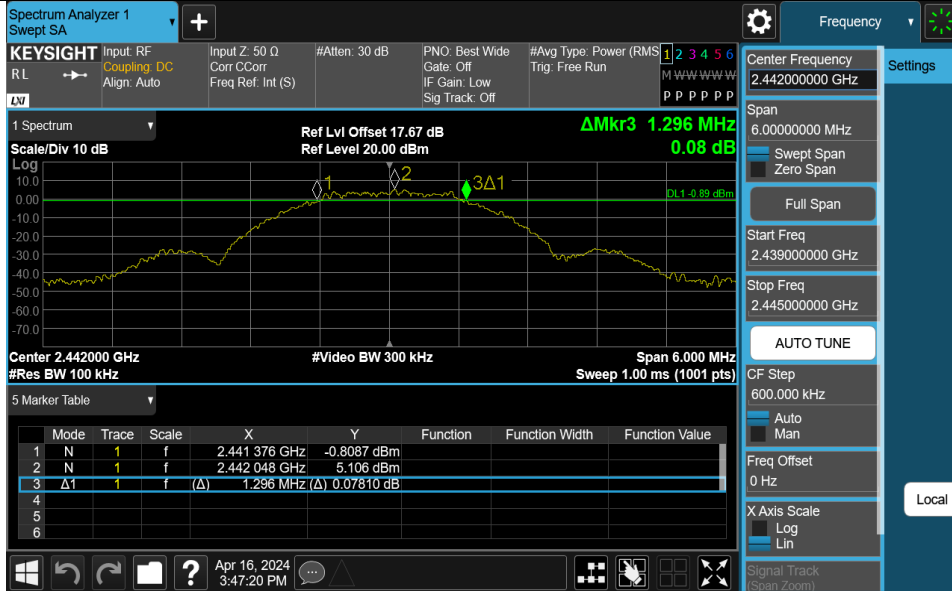 Spectrum Analyzer 1
Swept SA
Frequency
KEYSIGHT
RL
LXI
Input: RF
Coupling: DC
Align: Auto
Input Z: 50 Ω
Corr CCorr
Freq Ref: Int (S)
#Atten: 30 dB
PNO: Best Wide
Gate: Off
IF Gain: Low
Sig Track: Off
#Avg Type: Power (RMS
Trig: Free Run
1 2 3 4 5 6
M W W W W W
P P P P P P
1 Spectrum
Scale/Div 10 dB
Ref Lvl Offset 17.67 dB
Ref Level 20.00 dBm
ΔMkr3 1.296 MHz
0.08 dB
Log
10.0
0.00
-10.0
-20.0
-30.0
-40.0
-50.0
-60.0
-70.0
1
2
3Δ1
DL1 -0.89 dBm
Center 2.442000 GHz
#Video BW 300 kHz
Span 6.000 MHz
#Res BW 100 kHz
Sweep 1.00 ms (1001 pts)
5 Marker Table
Mode Trace Scale X Y Function Function Width Function Value
1 N 1 f 2.441 376 GHz -0.8087 dBm
2 N 1 f 2.442 048 GHz 5.106 dBm
3 Δ1 1 f (Δ) 1.296 MHz (Δ) 0.07810 dB
4
5
6
?
Apr 16, 2024
3:47:20 PM
Center Frequency
2.442000000 GHz
Settings
Span
6.00000000 MHz
Swept Span
Zero Span
Full Span
Start Freq
2.439000000 GHz
Stop Freq
2.445000000 GHz
AUTO TUNE
CF Step
600.000 kHz
Auto
Man
Freq Offset
0 Hz
Local
X Axis Scale
Log
Lin
Signal Track
(Span Zoom)